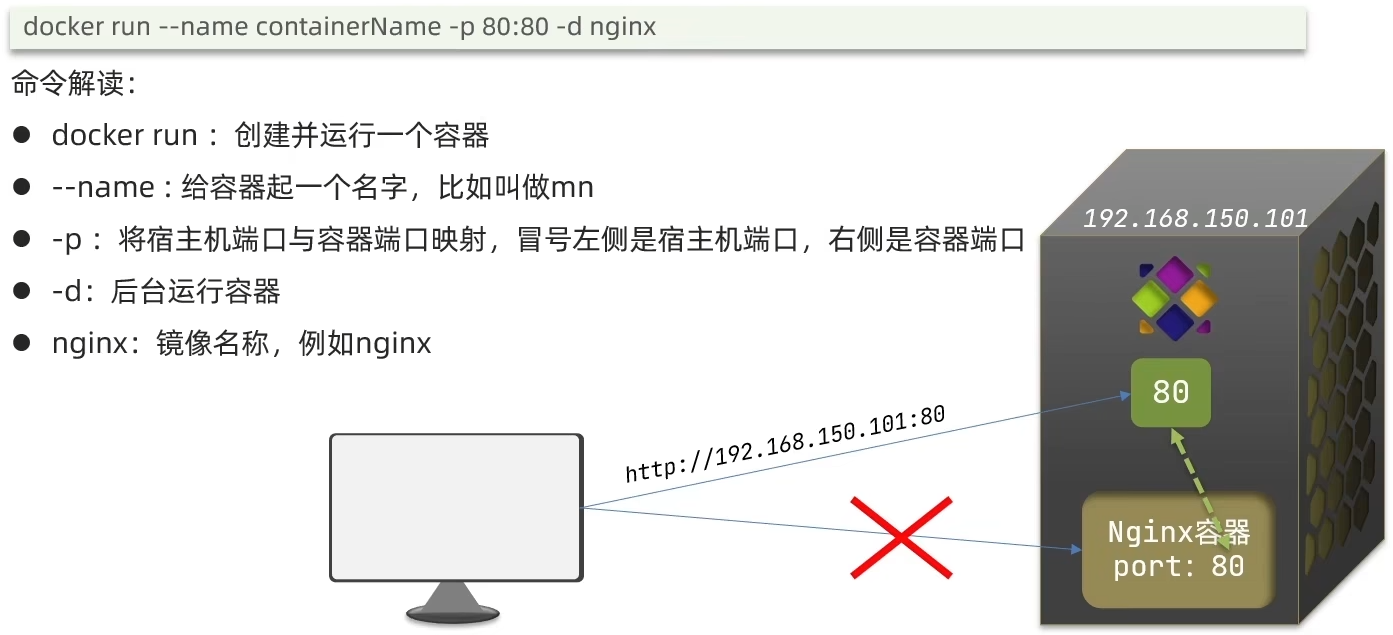 docker run --name containerName -p 80:80 -d nginx
命令解读：
● docker run ：创建并运行一个容器
● --name : 给容器起一个名字，比如叫做mn
● -p ：将宿主机端口与容器端口映射，冒号左侧是宿主机端口，右侧是容器端口
● -d：后台运行容器
● nginx：镜像名称，例如nginx
192.168.150.101
80
http://192.168.150.101:80
Nginx容器
port: 80